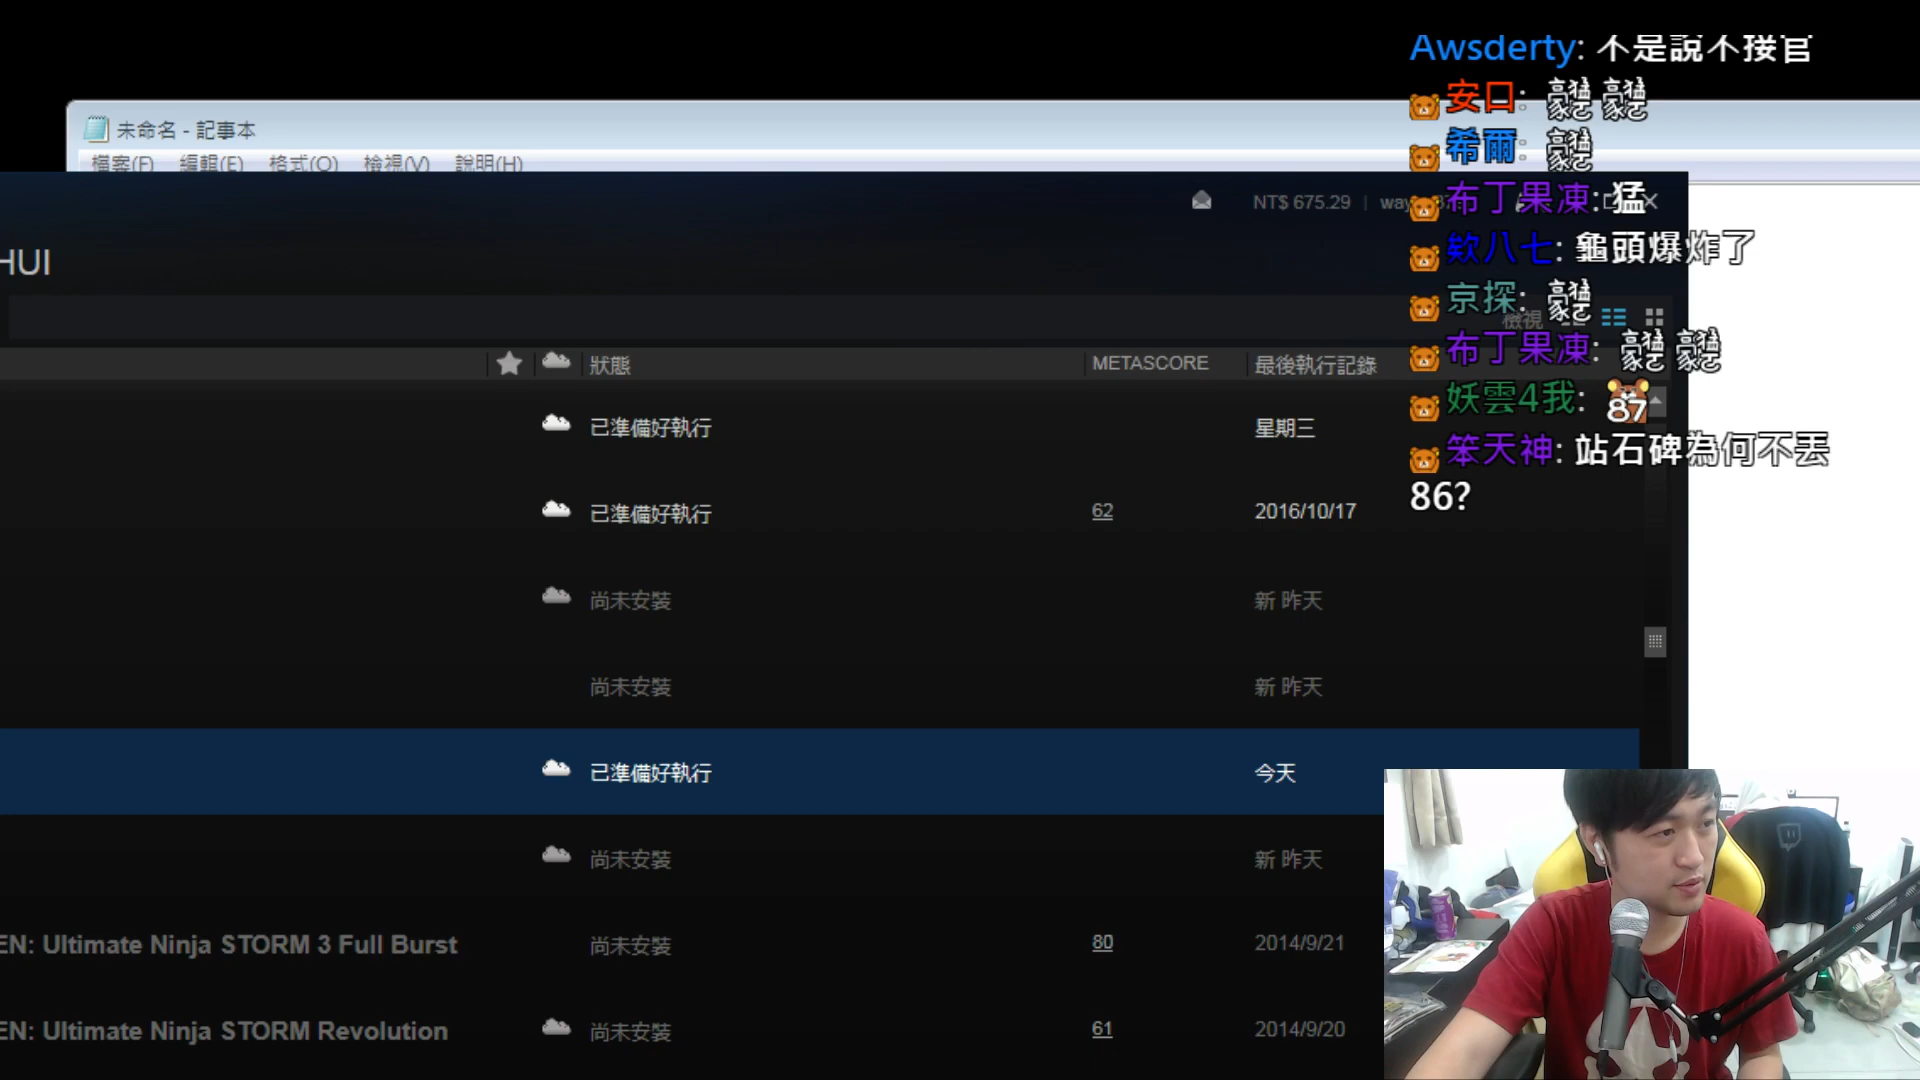 Awsderty: 不是說不接官
安口:
未命名 - 記事本
希爾:
檔案(F) 編輯(E) 格式(O) 檢視(V) 說明(H)
NT$ 675.29 | way
布丁果凍: 猛
欸八七: 龜頭爆炸了
HUI
京探:
檢視
布丁果凍:
狀態 METASCORE 最後執行記錄
妖雲4我: 87
已準備好執行 星期三
笨天神: 站石碑為何不丟
86?
已準備好執行 62 2016/10/17
尚未安裝 新 昨天
尚未安裝 新 昨天
已準備好執行 今天
尚未安裝 新 昨天
EN: Ultimate Ninja STORM 3 Full Burst 尚未安裝 80 2014/9/21
EN: Ultimate Ninja STORM Revolution 尚未安裝 61 2014/9/20